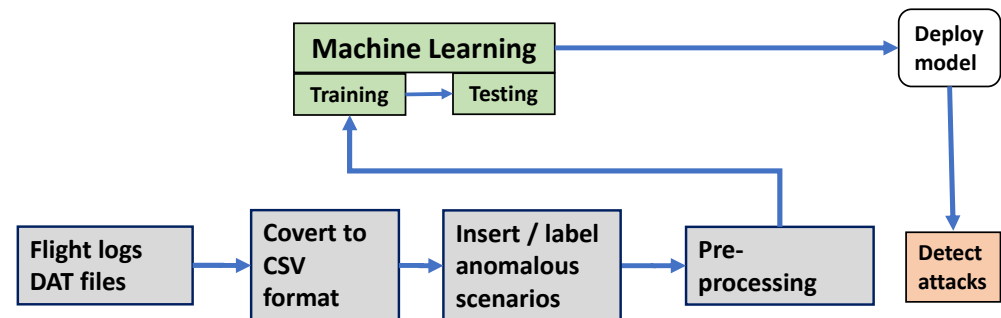 Machine Learning
Training
Testing
Deploy
model
Flight logs
DAT files
Covert to
CSV
format
Insert / label
anomalous
scenarios
Pre-
processing
Detect
attacks